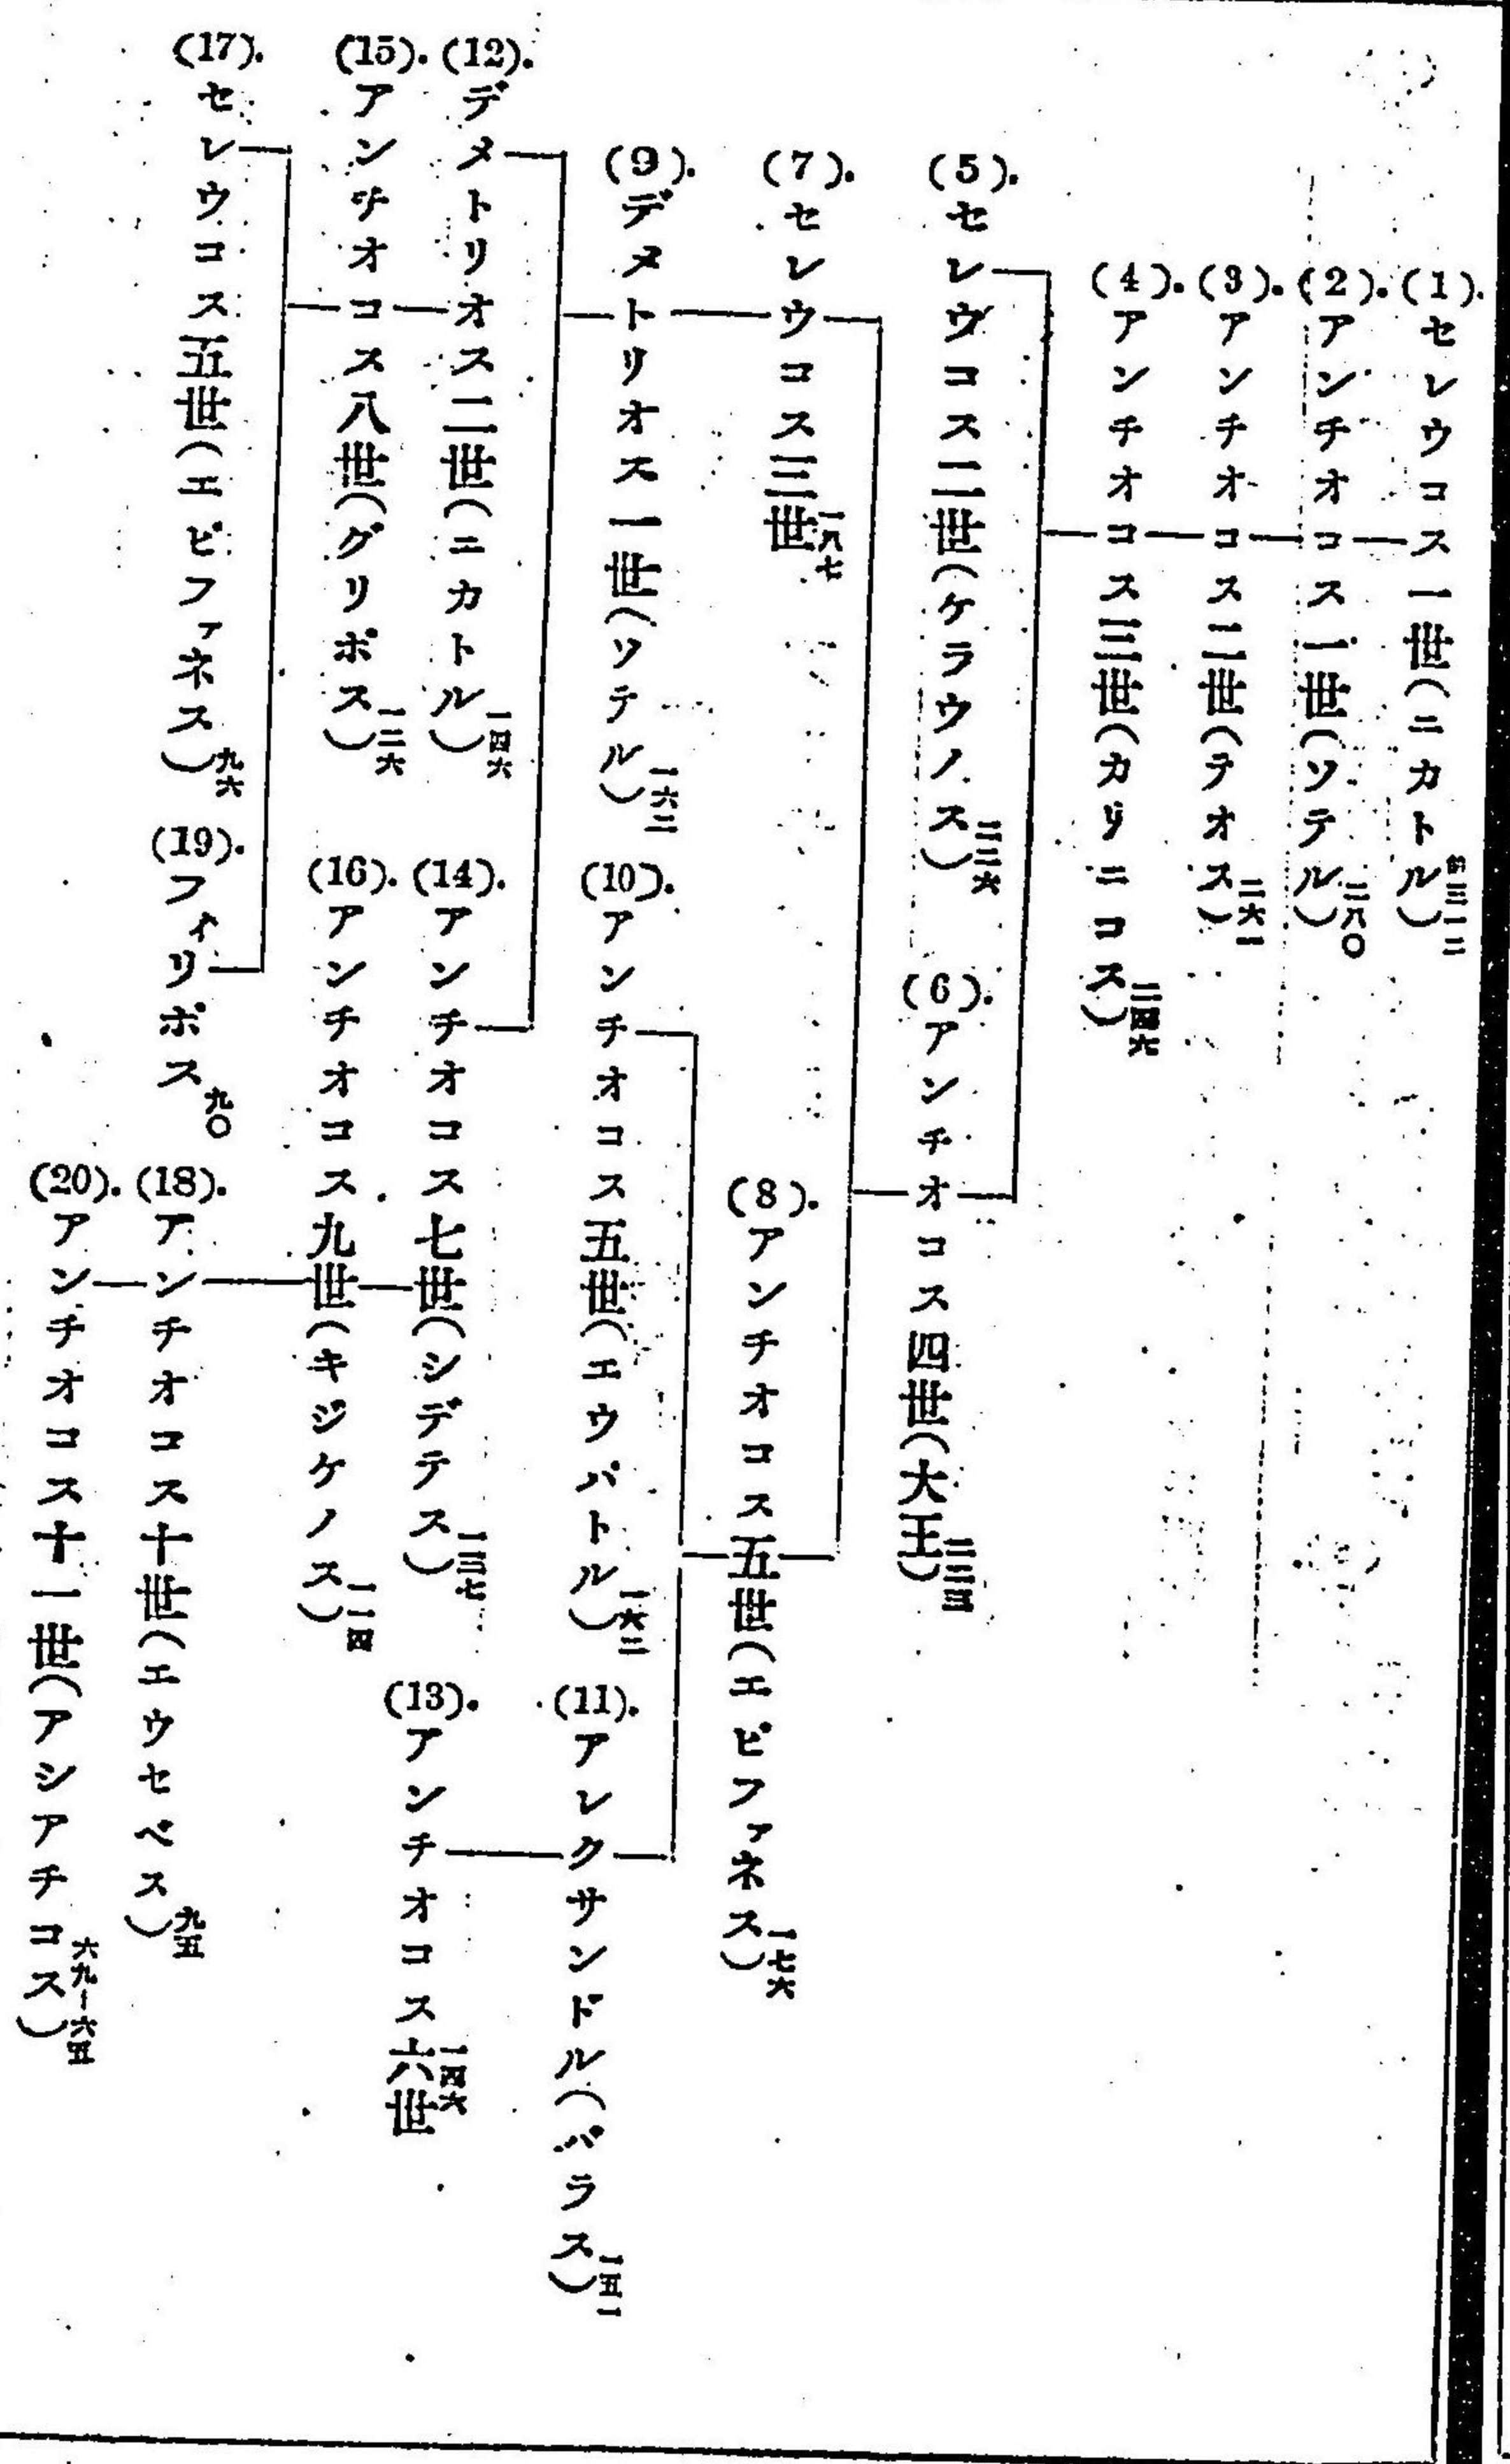 (1). セレウコス一世(ニカトル) 前三一二
(2). アンチオコス一世(ソテル) 二八〇
(3). アンチオコス二世(テオス) 二六一
(4). アンチオコス三世(カリニコス) 二四六
(5). セレウコス二世(ケラウノス) 二二六
(6). アンチオコス四世(大王) 二二三
(7). セレウコス三世 一八七
(8). アンチオコス五世(エピファネス) 一七六
(9). デメトリオス一世(ソテル) 一六二
(10). アンチオコス五世(エウパトル) 一六二
(11). アレクサンドル(バラス) 一五一
(12). デメトリオス二世(ニカトル) 一四六
(14). アンチオコス七世(シデテス) 一三七
(13). アンチオコス六世 一四六
(15). アンチオコス八世(グリポス) 一二六
(16). アンチオコス九世(キジケノス) 一一四
(17). セレウコス五世(エピファネス) 九六
(19). フィリポス 九〇
(18). アンチオコス十世(エウセベス) 九五
(20). アンチオコス十一世(アシアチコス) 六九—六五